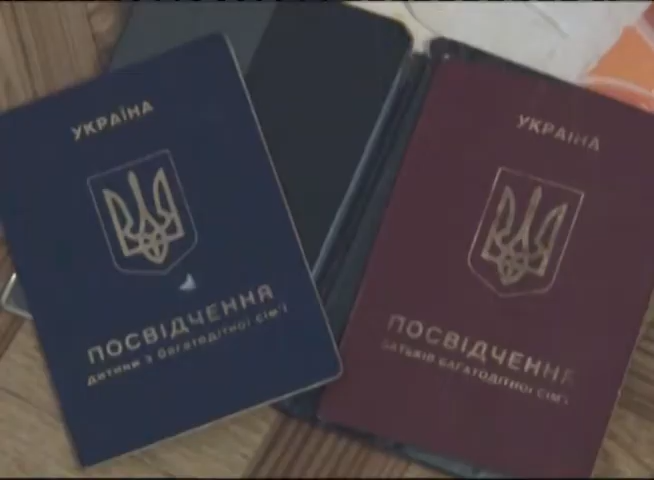 УКРАЇНА
ПОСВІДЧЕННЯ
дитини з багатодітної сім'ї
УКРАЇНА
ПОСВІДЧЕННЯ
БАТЬКІВ БАГАТОДІТНОЇ СІМ'Ї